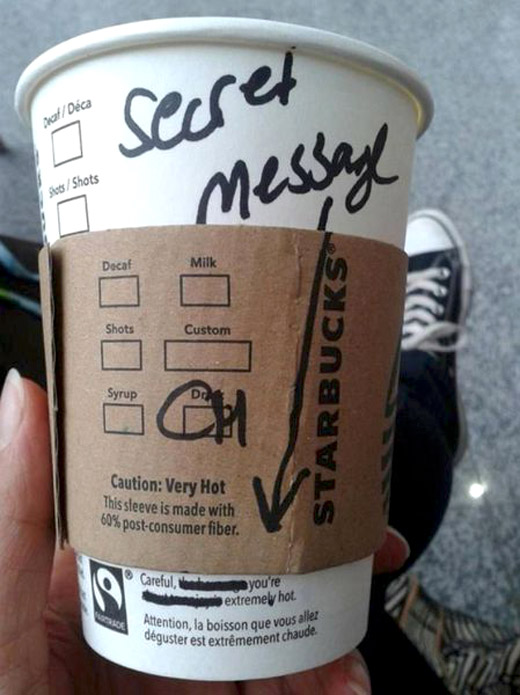 Secret
Message
Decaf / Déca
Shots / Shots
Decaf Milk
Shots Custom
Syrup
CH
STARBUCKS®
Caution: Very Hot
This sleeve is made with
60% post-consumer fiber.
FAIRTRADE ®
Careful, you're
extremely hot.
Attention, la boisson que vous allez
déguster est extrêmement chaude.